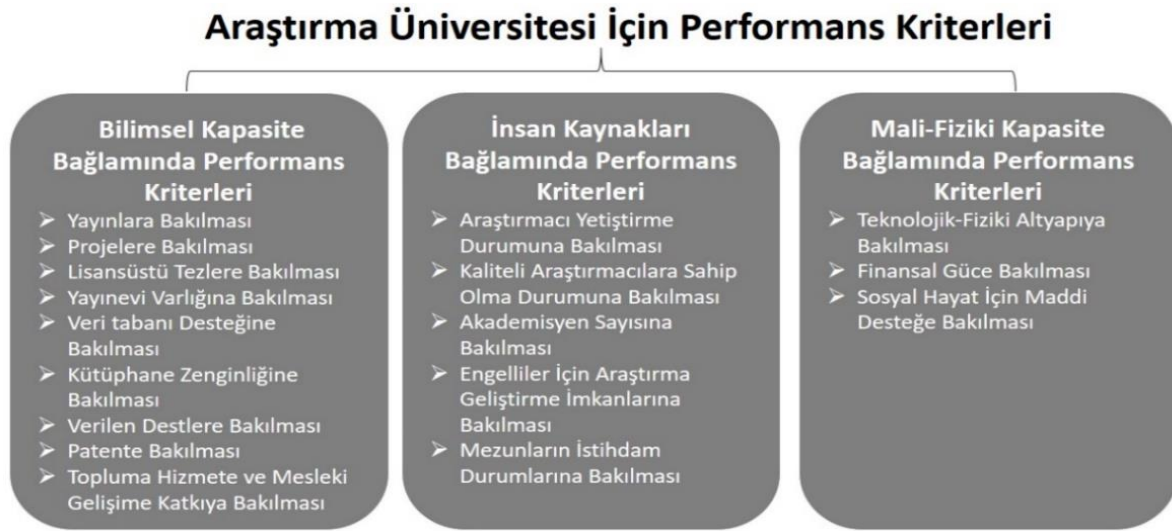 Araştırma Üniversitesi İçin Performans Kriterleri
Bilimsel Kapasite
Bağlamında Performans
Kriterleri
➢ Yayınlara Bakılması
➢ Projelere Bakılması
➢ Lisansüstü Tezlere Bakılması
➢ Yayınevi Varlığına Bakılması
➢ Veri tabanı Desteğine
Bakılması
➢ Kütüphane Zenginliğine
Bakılması
➢ Verilen Destlere Bakılması
➢ Patente Bakılması
➢ Topluma Hizmete ve Mesleki
Gelişime Katkıya Bakılması
İnsan Kaynakları
Bağlamında Performans
Kriterleri
➢ Araştırmacı Yetiştirme
Durumuna Bakılması
➢ Kaliteli Araştırmacılara Sahip
Olma Durumuna Bakılması
➢ Akademisyen Sayısına
Bakılması
➢ Engelliler İçin Araştırma
Geliştirme İmkanlarına
Bakılması
➢ Mezunların İstihdam
Durumlarına Bakılması
Mali-Fiziki Kapasite
Bağlamında Performans
Kriterleri
➢ Teknolojik-Fiziki Altyapıya
Bakılması
➢ Finansal Güce Bakılması
➢ Sosyal Hayat İçin Maddi
Desteğe Bakılması